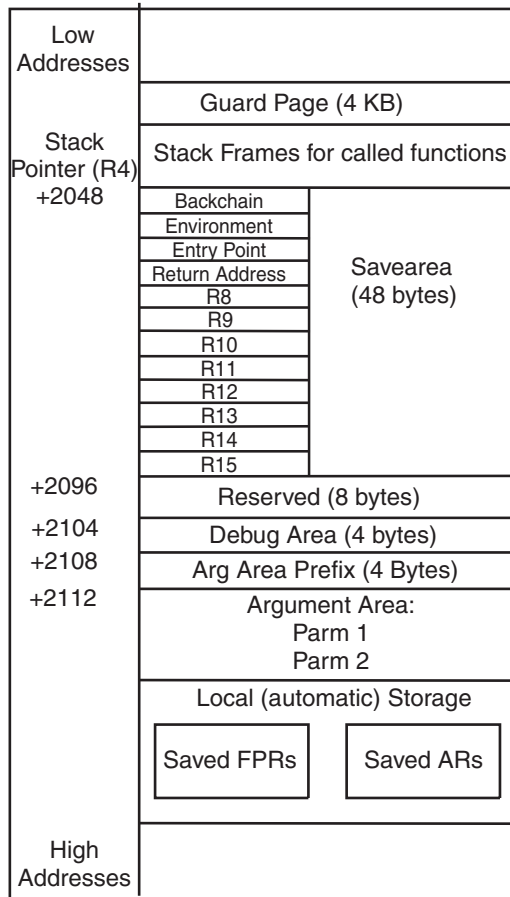 Low
Addresses
Guard Page (4 KB)
Stack
Pointer (R4)
+2048
Stack Frames for called functions
Backchain
Environment
Entry Point
Return Address
R8
R9
R10
R11
R12
R13
R14
R15
Savearea
(48 bytes)
+2096
Reserved (8 bytes)
+2104
Debug Area (4 bytes)
+2108
Arg Area Prefix (4 Bytes)
+2112
Argument Area:
Parm 1
Parm 2
Local (automatic) Storage
Saved FPRs
Saved ARs
High
Addresses